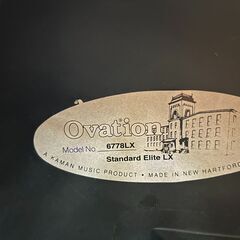 Ovation®
Model No. 6778LX
Standard Elite LX
A KAMAN MUSIC PRODUCT • MADE IN NEW HARTFORD